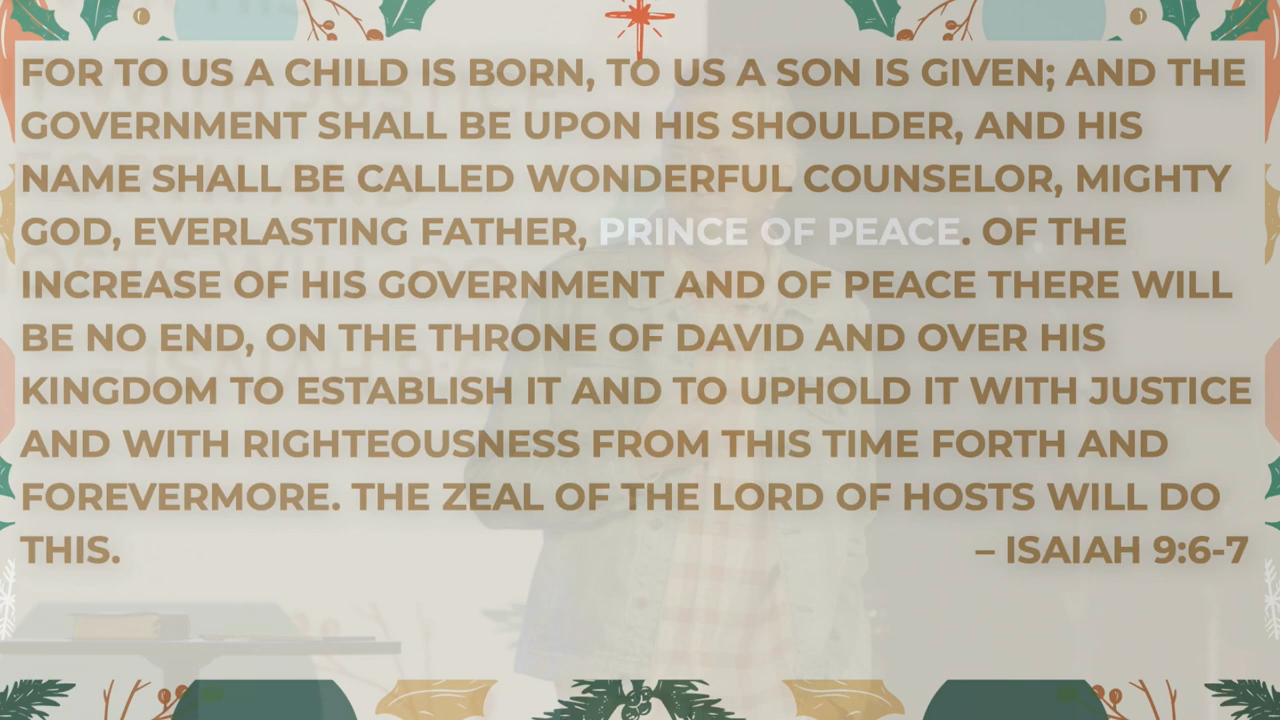 FOR TO US A CHILD IS BORN, TO US A SON IS GIVEN; AND THE
GOVERNMENT SHALL BE UPON HIS SHOULDER, AND HIS
NAME SHALL BE CALLED WONDERFUL COUNSELOR, MIGHTY
GOD, EVERLASTING FATHER, PRINCE OF PEACE. OF THE
INCREASE OF HIS GOVERNMENT AND OF PEACE THERE WILL
BE NO END, ON THE THRONE OF DAVID AND OVER HIS
KINGDOM TO ESTABLISH IT AND TO UPHOLD IT WITH JUSTICE
AND WITH RIGHTEOUSNESS FROM THIS TIME FORTH AND
FOREVERMORE. THE ZEAL OF THE LORD OF HOSTS WILL DO
THIS. – ISAIAH 9:6-7